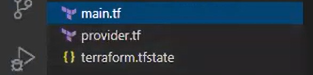 main.tf
provider.tf
{} terraform.tfstate